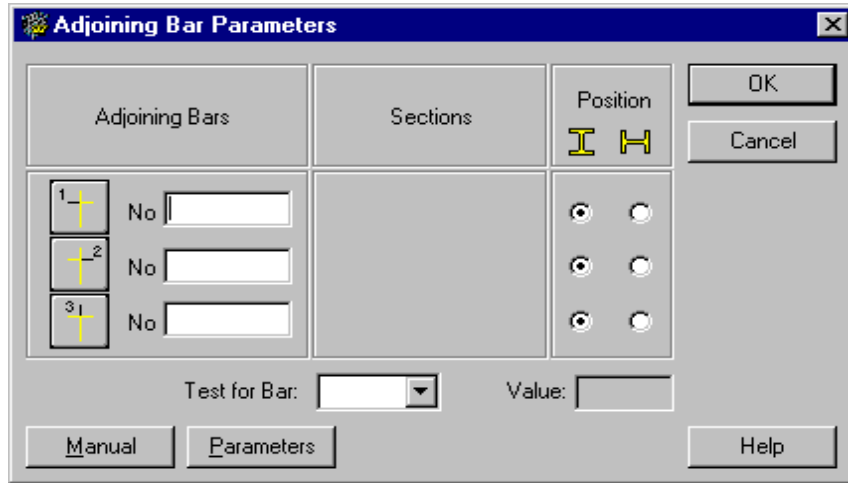 Adjoining Bar Parameters
Adjoining Bars
Sections
Position
OK
Cancel
1
No
2
No
3
No
Test for Bar:
Value:
Manual
Parameters
Help